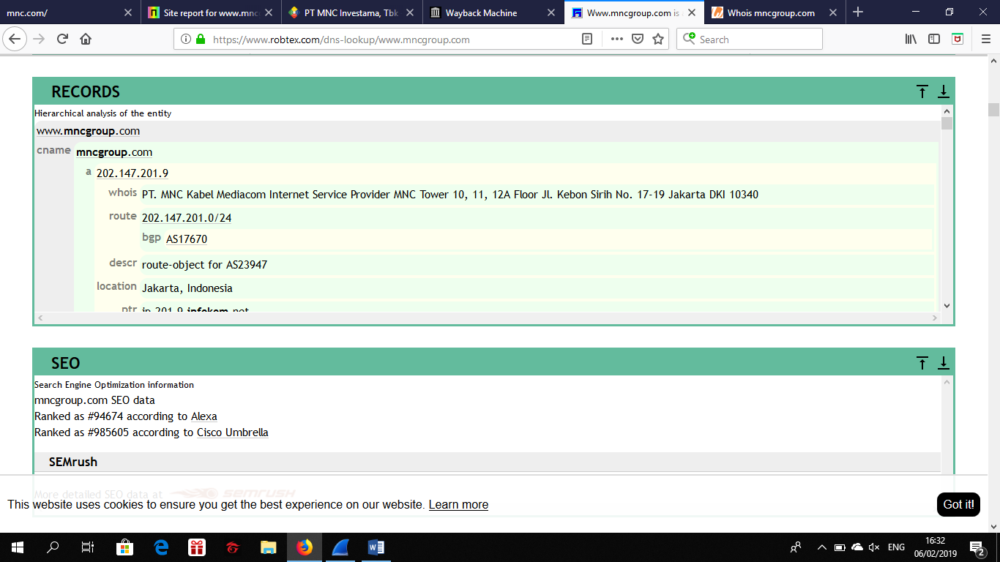 mnc.com/
Site report for www.mnc
PT MNC Investama, Tbk
Wayback Machine
Www.mncgroup.com is
Whois mncgroup.com
https://www.robtex.com/dns-lookup/www.mncgroup.com
Search
RECORDS
Hierarchical analysis of the entity
www.mncgroup.com
cname mncgroup.com
a 202.147.201.9
whois PT. MNC Kabel Mediacom Internet Service Provider MNC Tower 10, 11, 12A Floor Jl. Kebon Sirih No. 17-19 Jakarta DKI 10340
route 202.147.201.0/24
bgp AS17670
descr route-object for AS23947
location Jakarta, Indonesia
ptr ip-201-9.infokom.net
SEO
Search Engine Optimization information
mncgroup.com SEO data
Ranked as #94674 according to Alexa
Ranked as #985605 according to Cisco Umbrella
SEMrush
More detailed SEO data at SEMRUSH
This website uses cookies to ensure you get the best experience on our website. Learn more
Got it!
ENG
16:32
06/02/2019
2